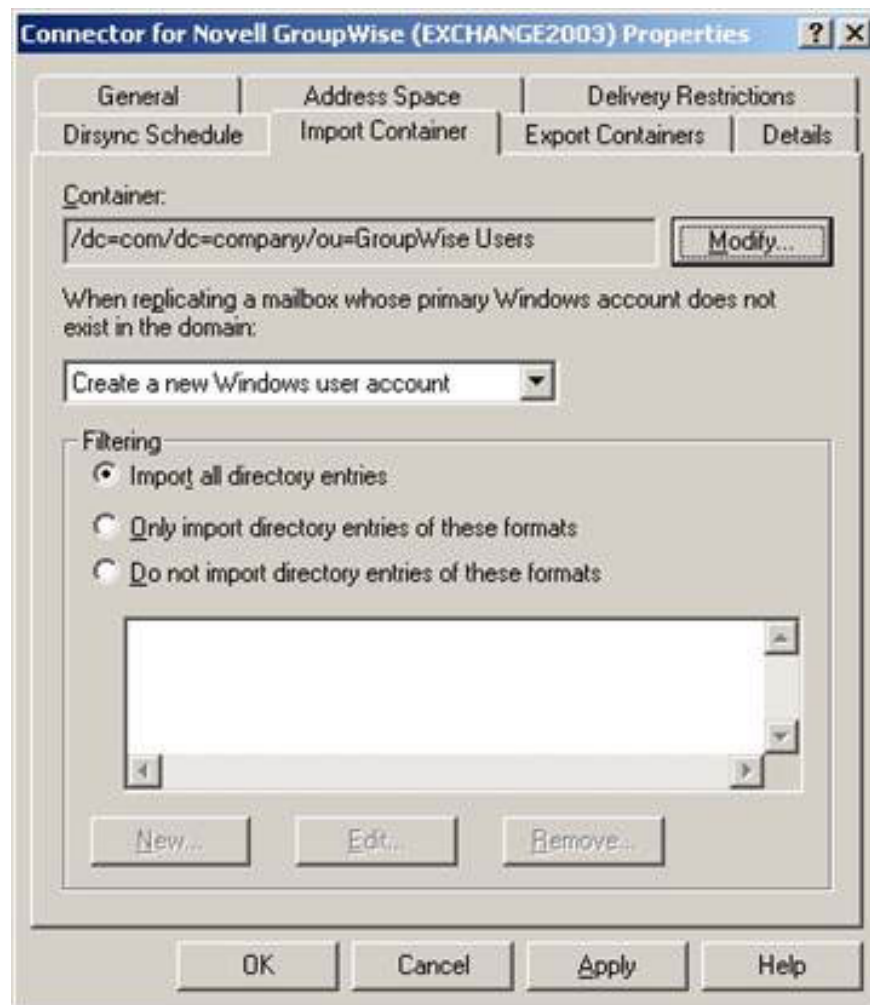 Connector for Novell GroupWise (EXCHANGE2003) Properties
General
Address Space
Delivery Restrictions
Dirsync Schedule
Import Container
Export Containers
Details
Container:
/dc=com/dc=company/ou=GroupWise Users
Modify...
When replicating a mailbox whose primary Windows account does not
exist in the domain:
Create a new Windows user account
Filtering
Import all directory entries
Only import directory entries of these formats
Do not import directory entries of these formats
New...
Edit...
Remove...
OK
Cancel
Apply
Help